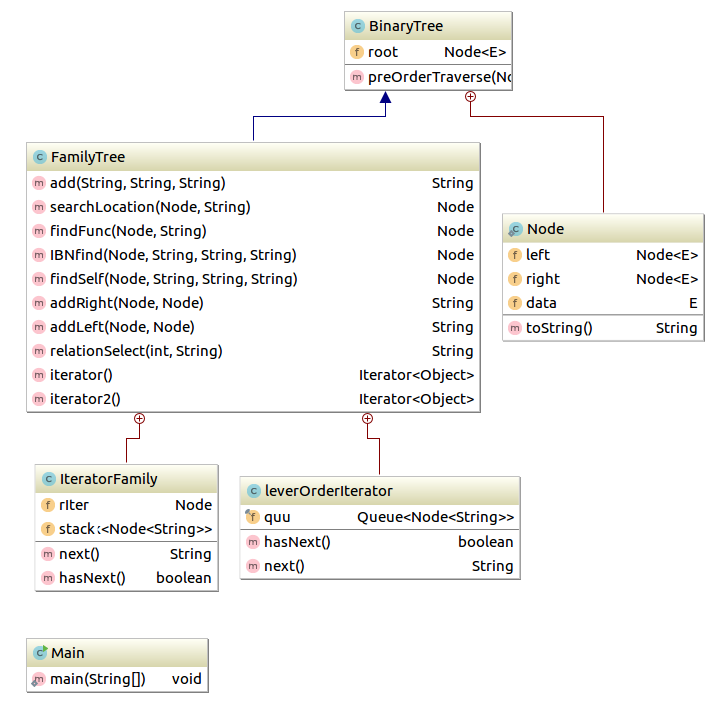 BinaryTree
root Node<E>
preOrderTraverse(No
FamilyTree
add(String, String, String) String
searchLocation(Node, String) Node
findFunc(Node, String) Node
IBNfind(Node, String, String, String) Node
findSelf(Node, String, String, String) Node
addRight(Node, Node) String
addLeft(Node, Node) String
relationSelect(int, String) String
iterator() Iterator<Object>
iterator2() Iterator<Object>
Node
left Node<E>
right Node<E>
data E
toString() String
IteratorFamily
rIter Node
stack<Node<String>>
next() String
hasNext() boolean
leverOrderIterator
quu Queue<Node<String>>
hasNext() boolean
next() String
Main
main(String[]) void